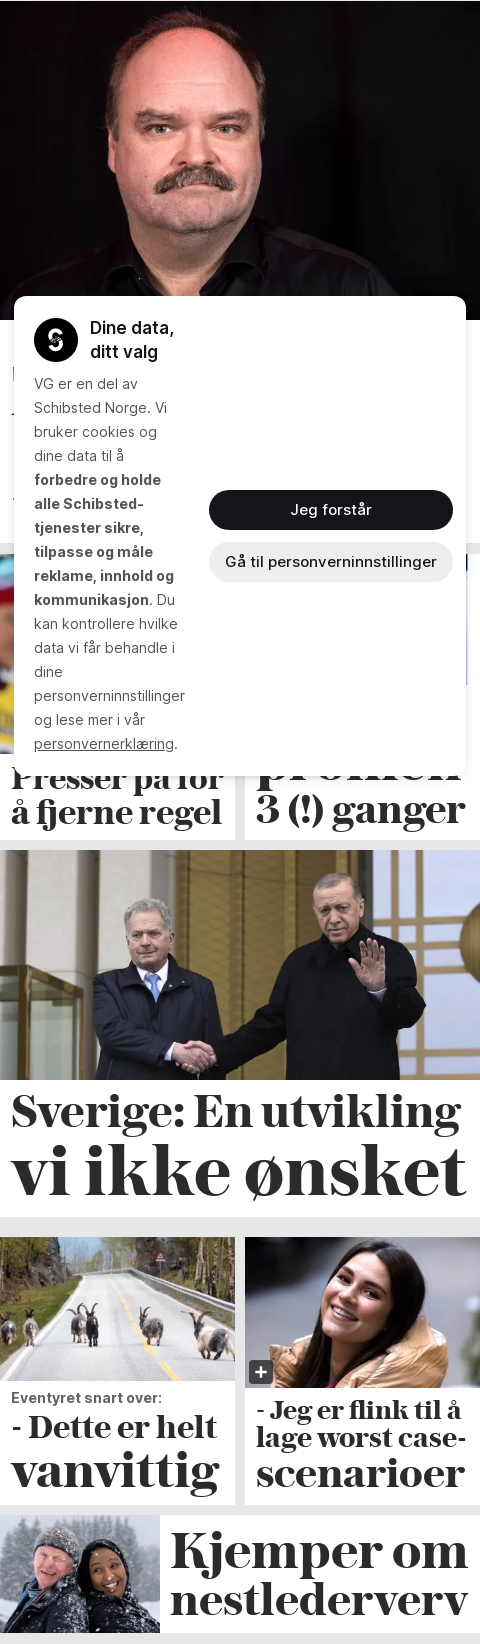 Dine data,
ditt valg
VG er en del av
Schibsted Norge. Vi
bruker cookies og
dine data til å
forbedre og holde
alle Schibsted-
tjenester sikre,
tilpasse og måle
reklame, innhold og
kommunikasjon. Du
kan kontrollere hvilke
data vi får behandle i
dine
personverninnstillinger
og lese mer i vår
personvernerklæring.
Jeg forstår
Gå til personverninnstillinger
Presser på for
å fjerne regel
3 (!) ganger
Sverige: En utvikling
vi ikke ønsket
Eventyret snart over:
- Dette er helt
vanvittig
- Jeg er flink til å
lage worst case-
scenarioer
Kjemper om
nestlederverv